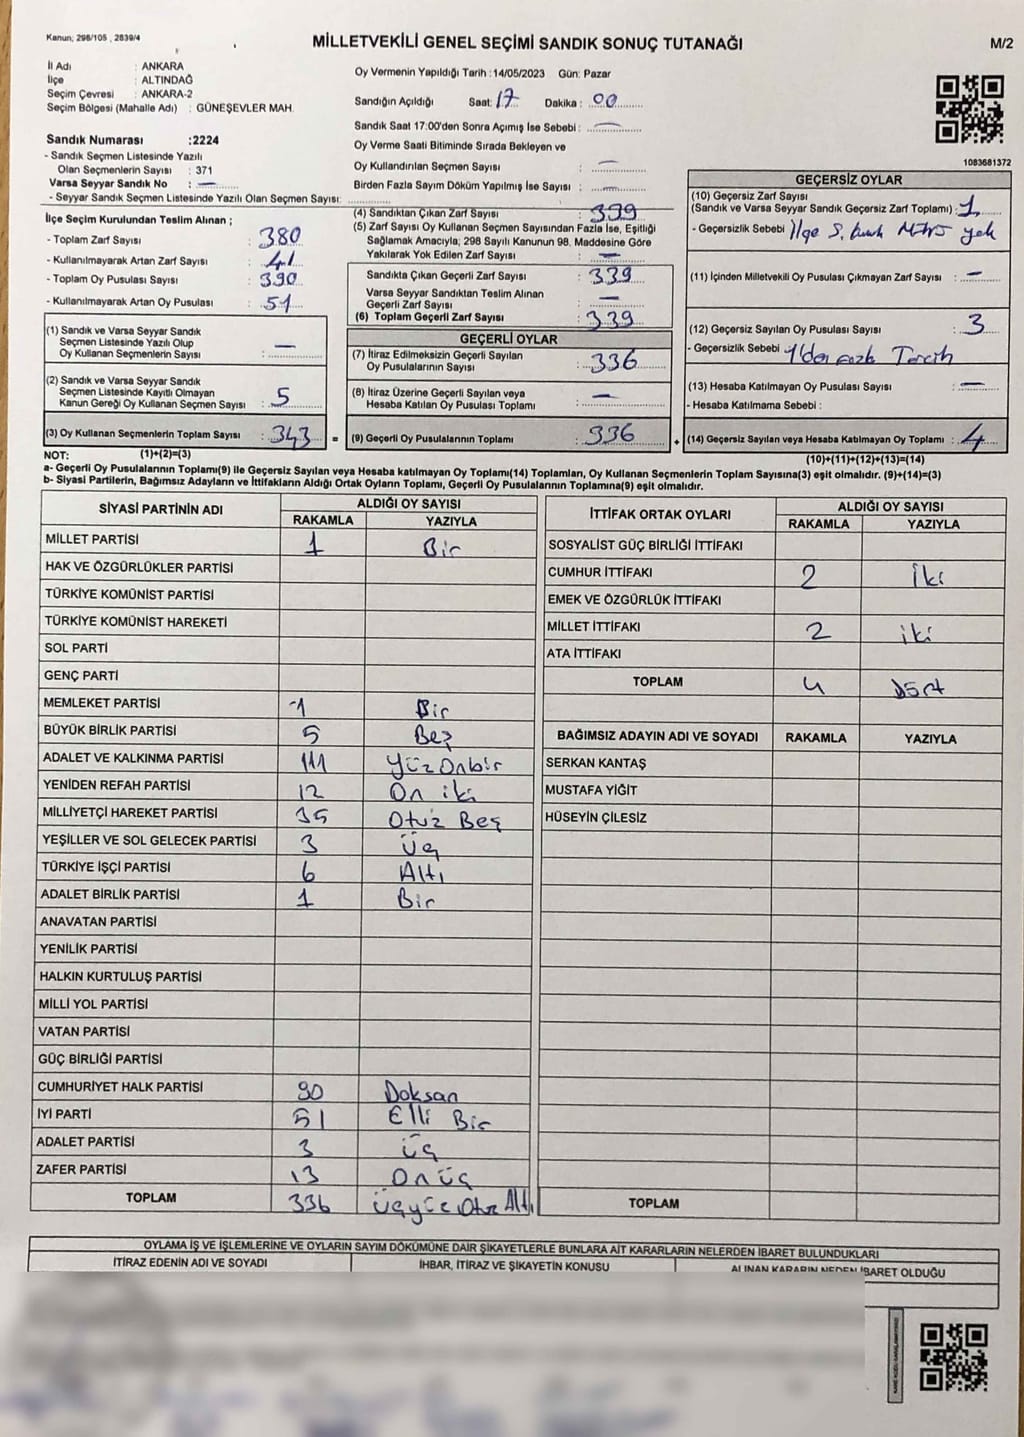 Kanun; 298/105 , 2839/4
MİLLETVEKİLİ GENEL SEÇİMİ SANDIK SONUÇ TUTANAĞI
M/2
İl Adı : ANKARA
İlçe : ALTINDAĞ
Seçim Çevresi : ANKARA-2
Seçim Bölgesi (Mahalle Adı) : GÜNEŞEVLER MAH.
Sandık Numarası :2224
- Sandık Seçmen Listesinde Yazılı
Olan Seçmenlerin Sayısı : 371
Varsa Seyyar Sandık No : —
- Seyyar Sandık Seçmen Listesinde Yazılı Olan Seçmen Sayısı:
Oy Vermenin Yapıldığı Tarih :14/05/2023 Gün: Pazar
Sandığın Açıldığı Saat: 17 Dakika : 00
Sandık Saat 17:00'den Sonra Açımış İse Sebebi : —
Oy Verme Saati Bitiminde Sırada Bekleyen ve
Oy Kullandırılan Seçmen Sayısı : —
Birden Fazla Sayım Döküm Yapılmış İse Sayısı : —
1083681372
İlçe Seçim Kurulundan Teslim Alınan ;
- Toplam Zarf Sayısı : 380
- Kullanılmayarak Artan Zarf Sayısı : 41
- Toplam Oy Pusulası Sayısı : 390
- Kullanılmayarak Artan Oy Pusulası : 51
(1) Sandık ve Varsa Seyyar Sandık
Seçmen Listesinde Yazılı Olup
Oy Kullanan Seçmenlerin Sayısı : —
(2) Sandık ve Varsa Seyyar Sandık
Seçmen Listesinde Kayıtlı Olmayan
Kanun Gereği Oy Kullanan Seçmen Sayısı : 5
(3) Oy Kullanan Seçmenlerin Toplam Sayısı : 343 =
(4) Sandıktan Çıkan Zarf Sayısı : 339
(5) Zarf Sayısı Oy Kullanan Seçmen Sayısından Fazla İse, Eşitliği
Sağlamak Amacıyla; 298 Sayılı Kanunun 98. Maddesine Göre
Yakılarak Yok Edilen Zarf Sayısı : —
Sandıkta Çıkan Geçerli Zarf Sayısı : 339
Varsa Seyyar Sandıktan Teslim Alınan
Geçerli Zarf Sayısı : —
(6) Toplam Geçerli Zarf Sayısı : 339
GEÇERLİ OYLAR
(7) İtiraz Edilmeksizin Geçerli Sayılan
Oy Pusulalarının Sayısı : 336
(8) İtiraz Üzerine Geçerli Sayılan veya
Hesaba Katılan Oy Pusulası Toplamı : —
(9) Geçerli Oy Pusulalarının Toplamı : 336 +
GEÇERSİZ OYLAR
(10) Geçersiz Zarf Sayısı
(Sandık ve Varsa Seyyar Sandık Geçersiz Zarf Toplamı) : 1
- Geçersizlik Sebebi : İlçe S. yok
(11) İçinden Milletvekili Oy Pusulası Çıkmayan Zarf Sayısı : —
(12) Geçersiz Sayılan Oy Pusulası Sayısı : 3
- Geçersizlik Sebebi : 1'den fazla Tercih
(13) Hesaba Katılmayan Oy Pusulası Sayısı : —
- Hesaba Katılmama Sebebi :
(14) Geçersiz Sayılan veya Hesaba Katılmayan Oy Toplamı : 4
NOT: (1)+(2)=(3)
(10)+(11)+(12)+(13)=(14)
a- Geçerli Oy Pusulalarının Toplamı(9) ile Geçersiz Sayılan veya Hesaba katılmayan Oy Toplamı(14) Toplamları, Oy Kullanan Seçmenlerin Toplam Sayısına(3) eşit olmalıdır. (9)+(14)=(3)
b- Siyasi Partilerin, Bağımsız Adayların ve İttifakların Aldığı Ortak Oyların Toplamı, Geçerli Oy Pusulalarının Toplamına(9) eşit olmalıdır.
SİYASİ PARTİNİN ADI ALDIĞI OY SAYISI
RAKAMLA YAZIYLA
MİLLET PARTİSİ 1 Bir
HAK VE ÖZGÜRLÜKLER PARTİSİ
TÜRKİYE KOMÜNİST PARTİSİ
TÜRKİYE KOMÜNİST HAREKETİ
SOL PARTİ
GENÇ PARTİ
MEMLEKET PARTİSİ 1 Bir
BÜYÜK BİRLİK PARTİSİ 5 Beş
ADALET VE KALKINMA PARTİSİ 111 YüzOnbir
YENİDEN REFAH PARTİSİ 12 On iki
MİLLİYETÇİ HAREKET PARTİSİ 35 Otuz Beş
YEŞİLLER VE SOL GELECEK PARTİSİ 3 Üç
TÜRKİYE İŞÇİ PARTİSİ 6 Altı
ADALET BİRLİK PARTİSİ 1 Bir
ANAVATAN PARTİSİ
YENİLİK PARTİSİ
HALKIN KURTULUŞ PARTİSİ
MİLLİ YOL PARTİSİ
VATAN PARTİSİ
GÜÇ BİRLİĞİ PARTİSİ
CUMHURİYET HALK PARTİSİ 90 Doksan
İYİ PARTİ 51 Elli Bir
ADALET PARTİSİ 3 üç
ZAFER PARTİSİ 13 Onüç
TOPLAM 336 üçyüz Otuz Altı
İTTİFAK ORTAK OYLARI ALDIĞI OY SAYISI
RAKAMLA YAZIYLA
SOSYALİST GÜÇ BİRLİĞİ İTTİFAKI
CUMHUR İTTİFAKI 2 İki
EMEK VE ÖZGÜRLÜK İTTİFAKI
MİLLET İTTİFAKI 2 iki
ATA İTTİFAKI
TOPLAM 4 Dört
BAĞIMSIZ ADAYIN ADI VE SOYADI RAKAMLA YAZIYLA
SERKAN KANTAŞ
MUSTAFA YİĞİT
HÜSEYİN ÇİLESİZ
TOPLAM
OYLAMA İŞ VE İŞLEMLERİNE VE OYLARIN SAYIM DÖKÜMÜNE DAİR ŞİKAYETLERLE BUNLARA AİT KARARLARIN NELERDEN İBARET BULUNDUKLARI
İTİRAZ EDENİN ADI VE SOYADI İHBAR, İTİRAZ VE ŞİKAYETİN KONUSU ALINAN KARARIN NEDEN İBARET OLDUĞU